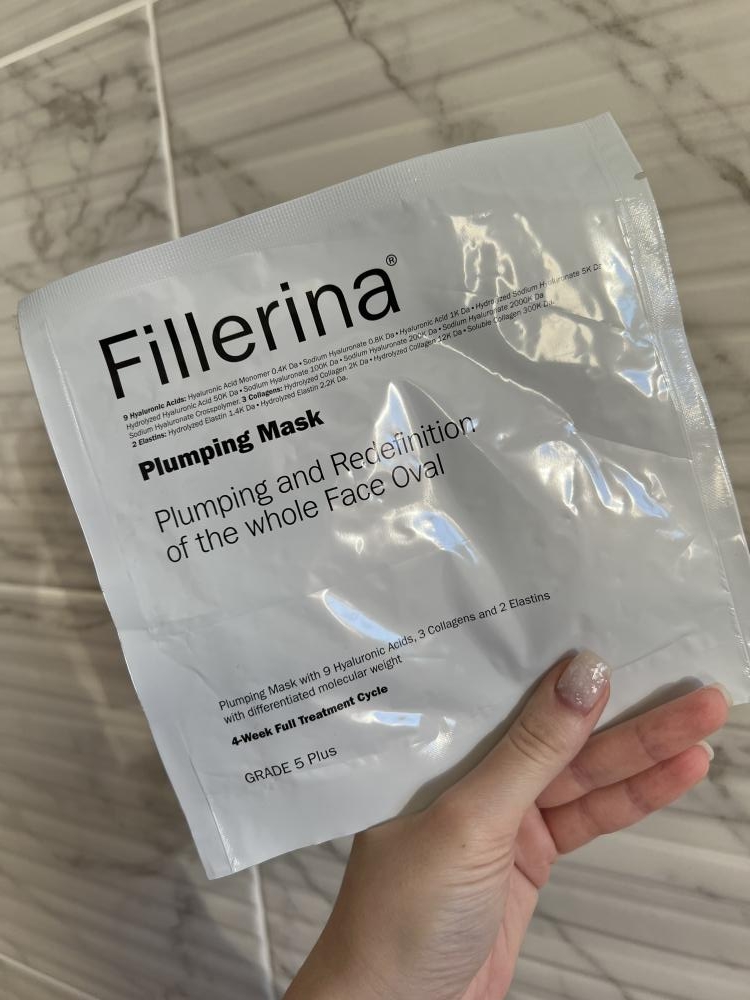 Fillerina®
9 Hyaluronic Acids: Hyaluronic Acid Monomer 0.4K Da • Sodium Hyaluronate 0.8K Da • Hyaluronic Acid 1K Da • Hydrolyzed Sodium Hyaluronate 5K Da
Hydrolyzed Hyaluronic Acid 50K Da • Sodium Hyaluronate 100K Da • Sodium Hyaluronate 200K Da • Sodium Hyaluronate 2000K Da
Sodium Hyaluronate Crosspolymer. 3 Collagens: Hydrolyzed Collagen 2K Da • Hydrolyzed Collagen 12K Da • Soluble Collagen 300K Da.
2 Elastins: Hydrolyzed Elastin 1.4K Da • Hydrolyzed Elastin 2.2K Da.
Plumping Mask
Plumping and Redefinition
of the whole Face Oval
Plumping Mask with 9 Hyaluronic Acids, 3 Collagens and 2 Elastins
with differentiated molecular weight
4-Week Full Treatment Cycle
GRADE 5 Plus